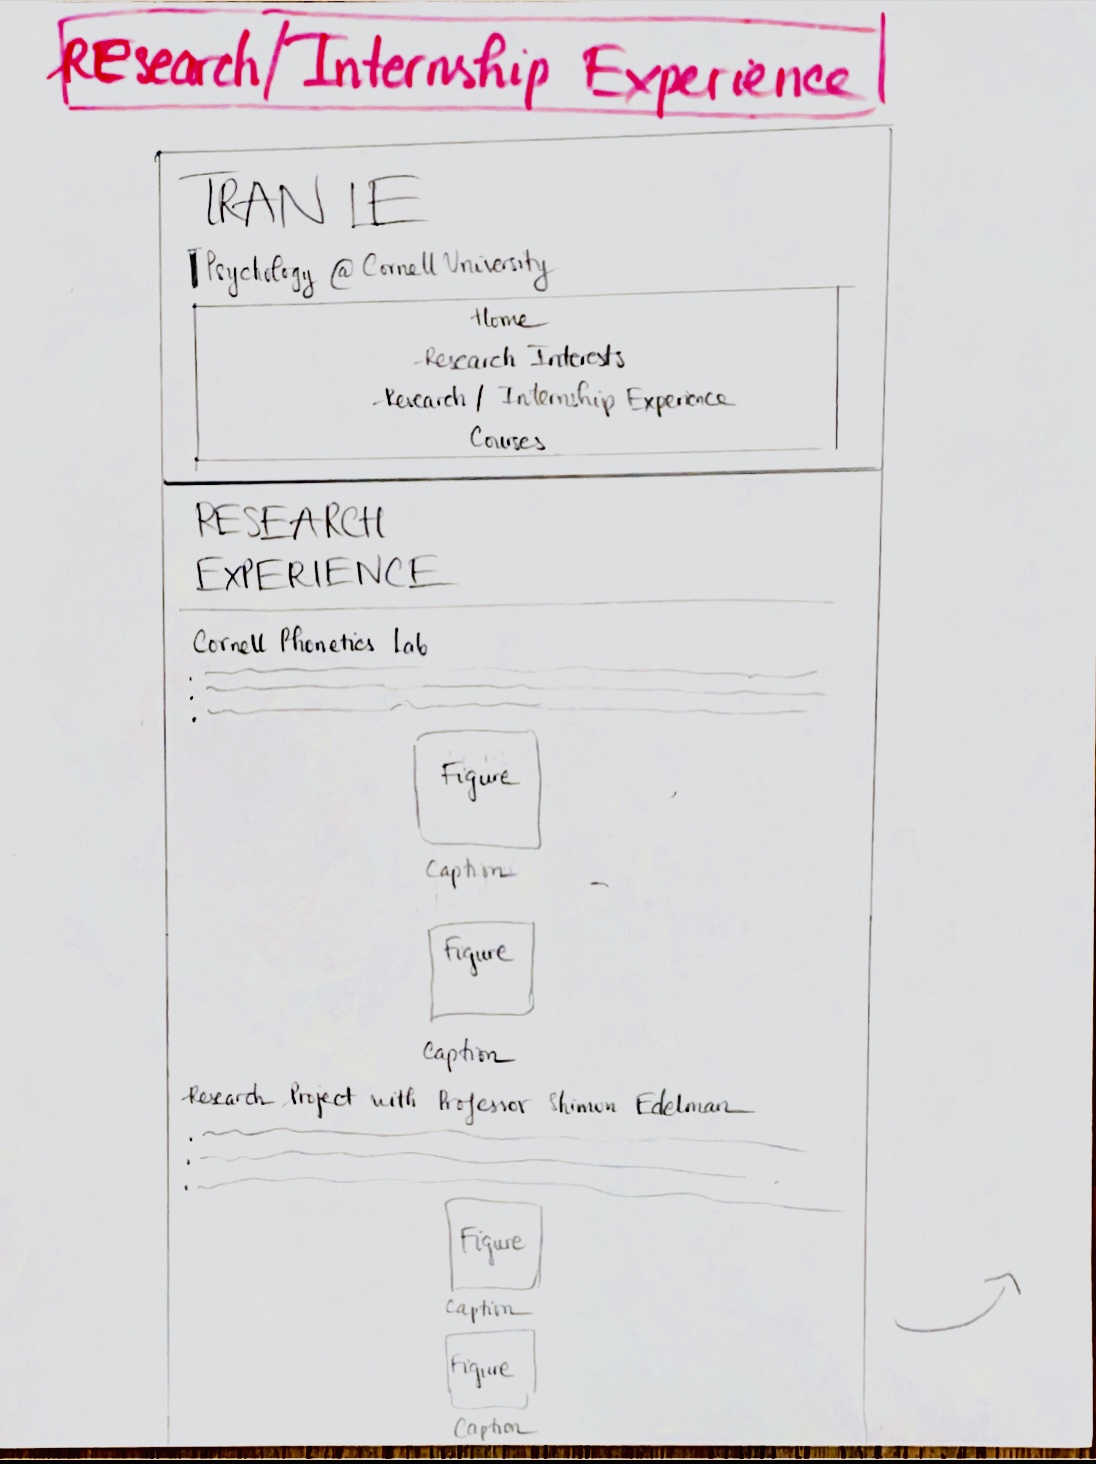 REsearch/Internship Experience
TRAN LE
Psychology @ Cornell University
Home
Research Interests
Research / Internship Experience
Courses
RESEARCH
EXPERIENCE
Cornell Phonetics Lab
Figure
Caption
Figure
Caption
Research Project with Professor Shimon Edelman
Figure
Caption
Figure
Caption